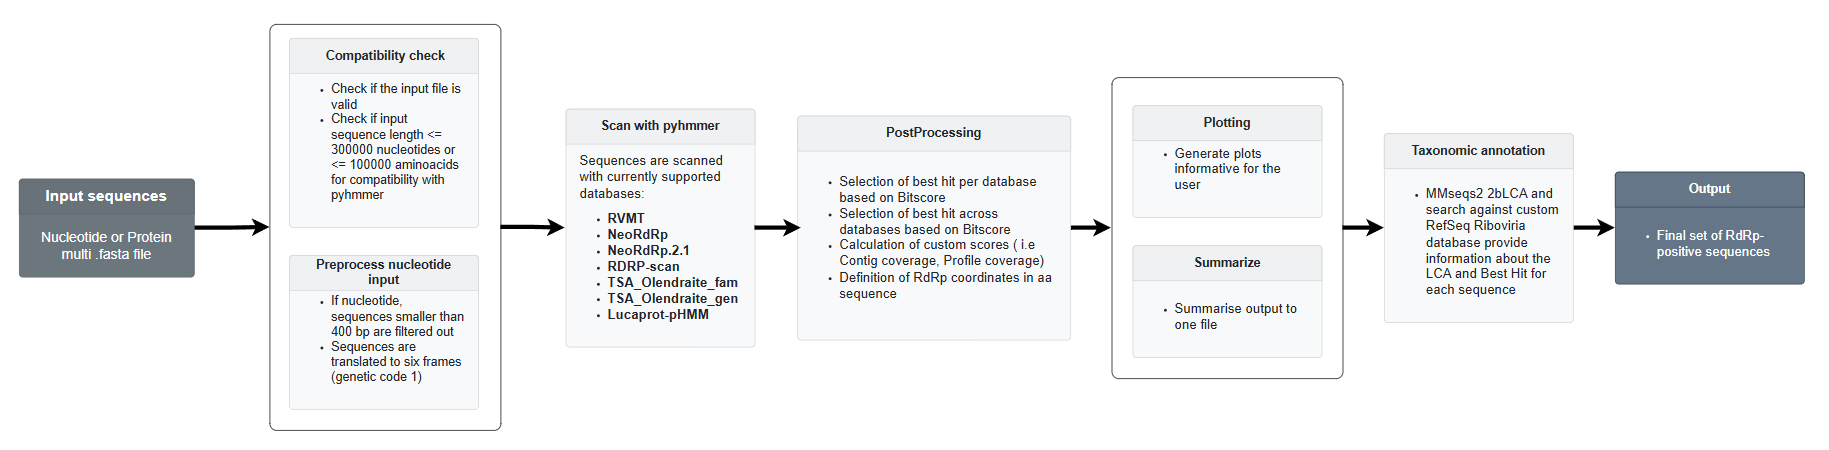 Input sequences
Nucleotide or Protein
multi .fasta file
Compatibility check
• Check if the input file is
valid
• Check if input
sequence length <=
300000 nucleotides or
<= 100000 aminoacids
for compatibility with
pyhmmer
Preprocess nucleotide
input
• If nucleotide,
sequences smaller than
400 bp are filtered out
• Sequences are
translated to six frames
(genetic code 1)
Scan with pyhmmer
Sequences are scanned
with currently supported
databases:
• RVMT
• NeoRdRp
• NeoRdRp.2.1
• RDRP-scan
• TSA_Olendraite_fam
• TSA_Olendraite_gen
• Lucaprot-pHMM
PostProcessing
• Selection of best hit per database
based on Bitscore
• Selection of best hit across
databases based on Bitscore
• Calculation of custom scores ( i.e
Contig coverage, Profile coverage)
• Definition of RdRp coordinates in aa
sequence
Plotting
• Generate plots
informative for the
user
Summarize
• Summarise output to
one file
Taxonomic annotation
• MMseqs2 2bLCA and
search against custom
RefSeq Riboviria
database provide
information about the
LCA and Best Hit for
each sequence
Output
• Final set of RdRp-
positive sequences